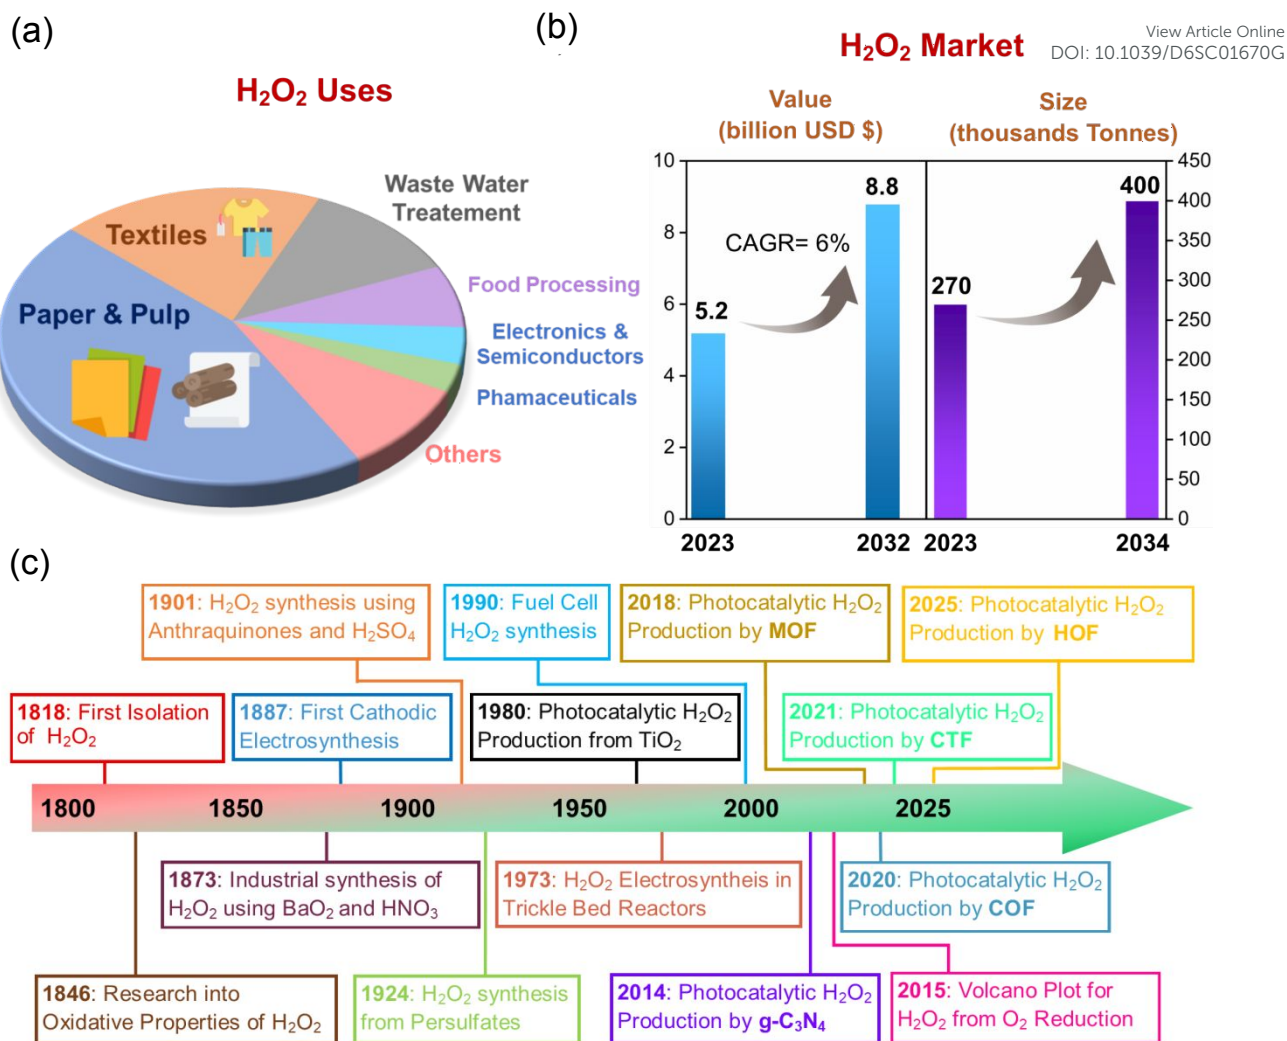 (a)
H₂O₂ Uses
Waste Water
Treatement
Textiles
Food Processing
Paper & Pulp
Electronics &
Semiconductors
Phamaceuticals
Others
(b)
H₂O₂ Market
View Article Online
DOI: 10.1039/D6SC01670G
Value
(billion USD $)
Size
(thousands Tonnes)
10
8
6
4
2
0
5.2
CAGR= 6%
8.8
270
400
450
400
350
300
250
200
150
100
50
0
2023
2032
2023
2034
(c)
1901: H₂O₂ synthesis using
Anthraquinones and H₂SO₄
1990: Fuel Cell
H₂O₂ synthesis
2018: Photocatalytic H₂O₂
Production by MOF
2025: Photocatalytic H₂O₂
Production by HOF
1818: First Isolation
of H₂O₂
1887: First Cathodic
Electrosynthesis
1980: Photocatalytic H₂O₂
Production from TiO₂
2021: Photocatalytic H₂O₂
Production by CTF
1800 1850 1900 1950 2000 2025
1873: Industrial synthesis of
H₂O₂ using BaO₂ and HNO₃
1973: H₂O₂ Electrosyntheis in
Trickle Bed Reactors
2020: Photocatalytic H₂O₂
Production by COF
1846: Research into
Oxidative Properties of H₂O₂
1924: H₂O₂ synthesis
from Persulfates
2014: Photocatalytic H₂O₂
Production by g-C₃N₄
2015: Volcano Plot for
H₂O₂ from O₂ Reduction